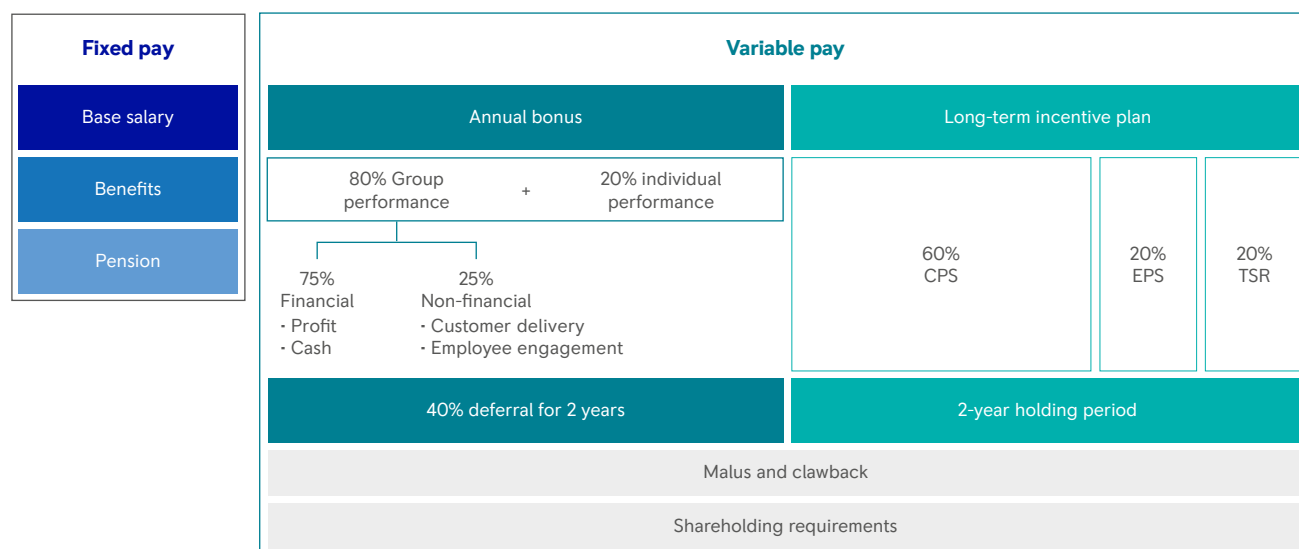 Fixed pay
Base salary
Benefits
Pension
Variable pay
Annual bonus
Long-term incentive plan
80% Group
performance
+
20% individual
performance
75%
Financial
· Profit
· Cash
25%
Non-financial
· Customer delivery
· Employee engagement
60%
CPS
20%
EPS
20%
TSR
40% deferral for 2 years
2-year holding period
Malus and clawback
Shareholding requirements